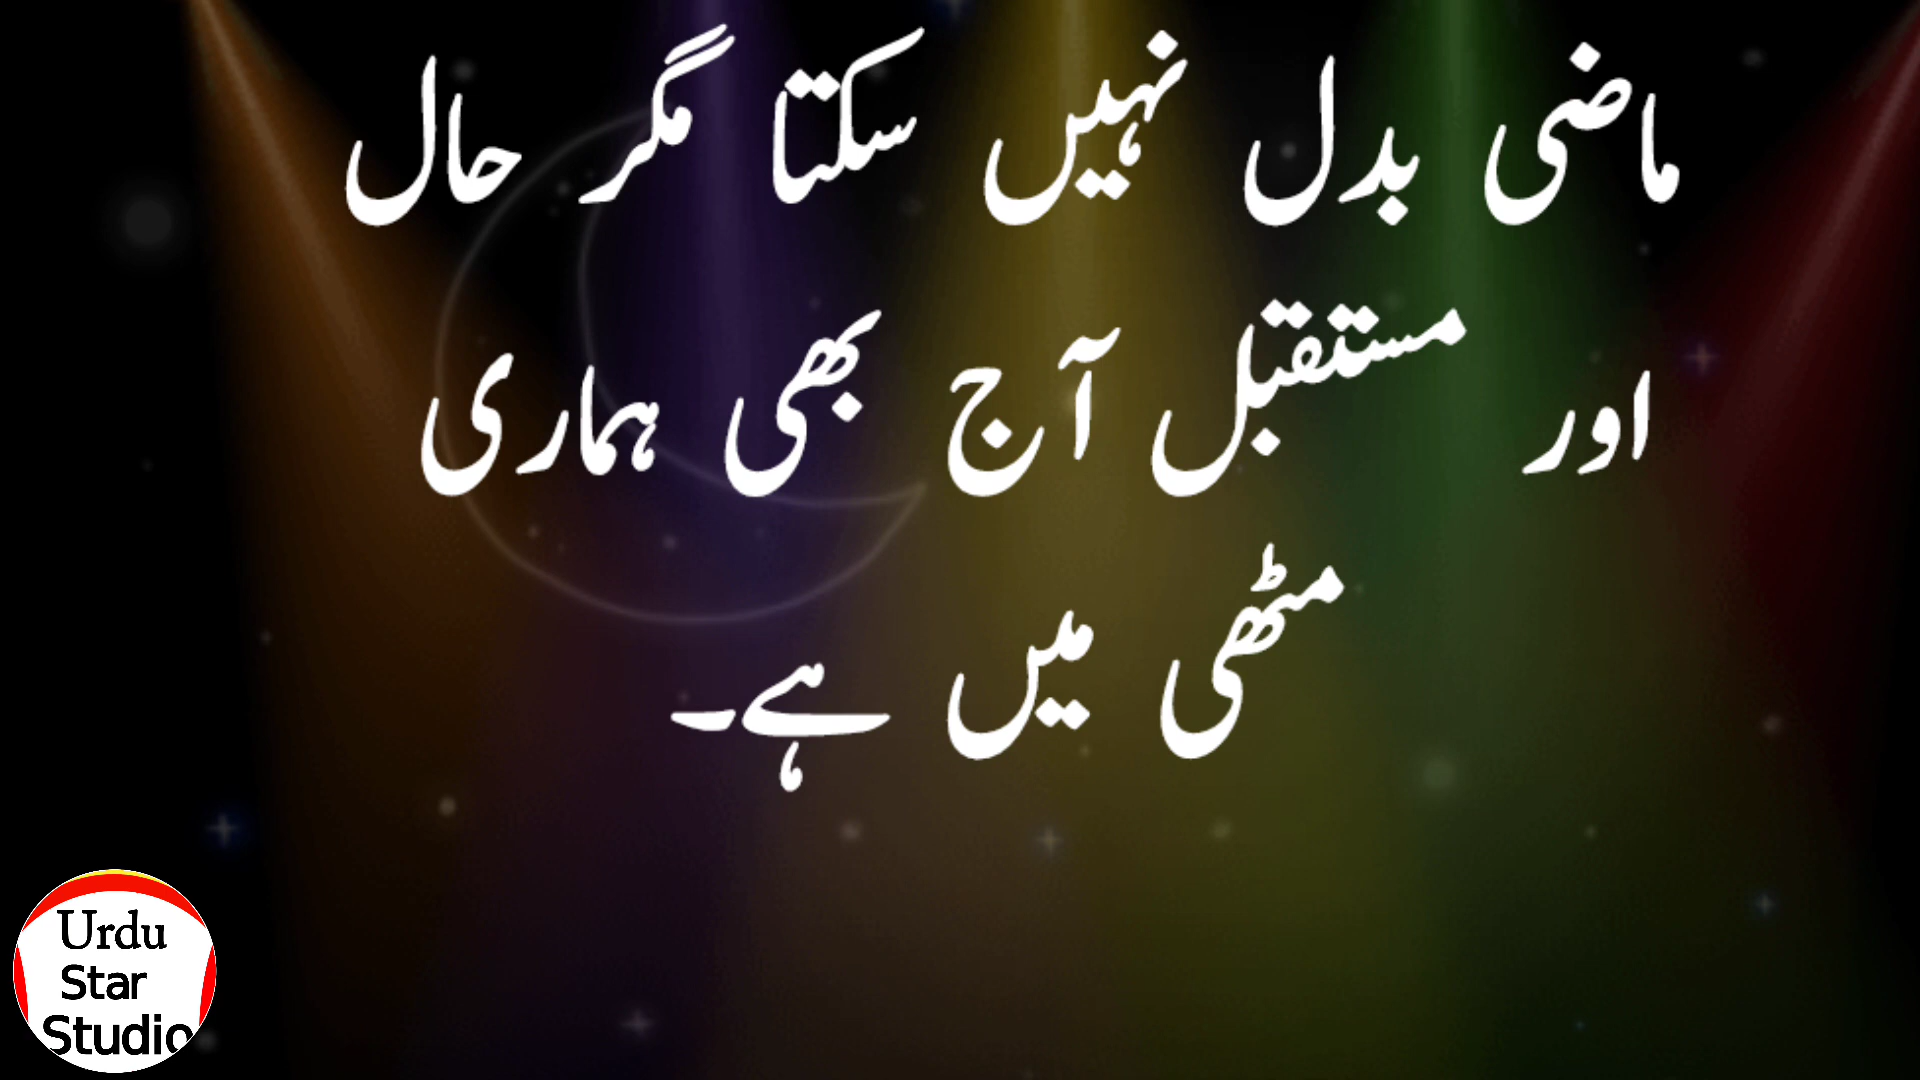 ماضی بدل نہیں سکتا مگر حال
اور مستقبل آج بھی ہماری
مٹھی میں ہے۔
Urdu
Star
Studio